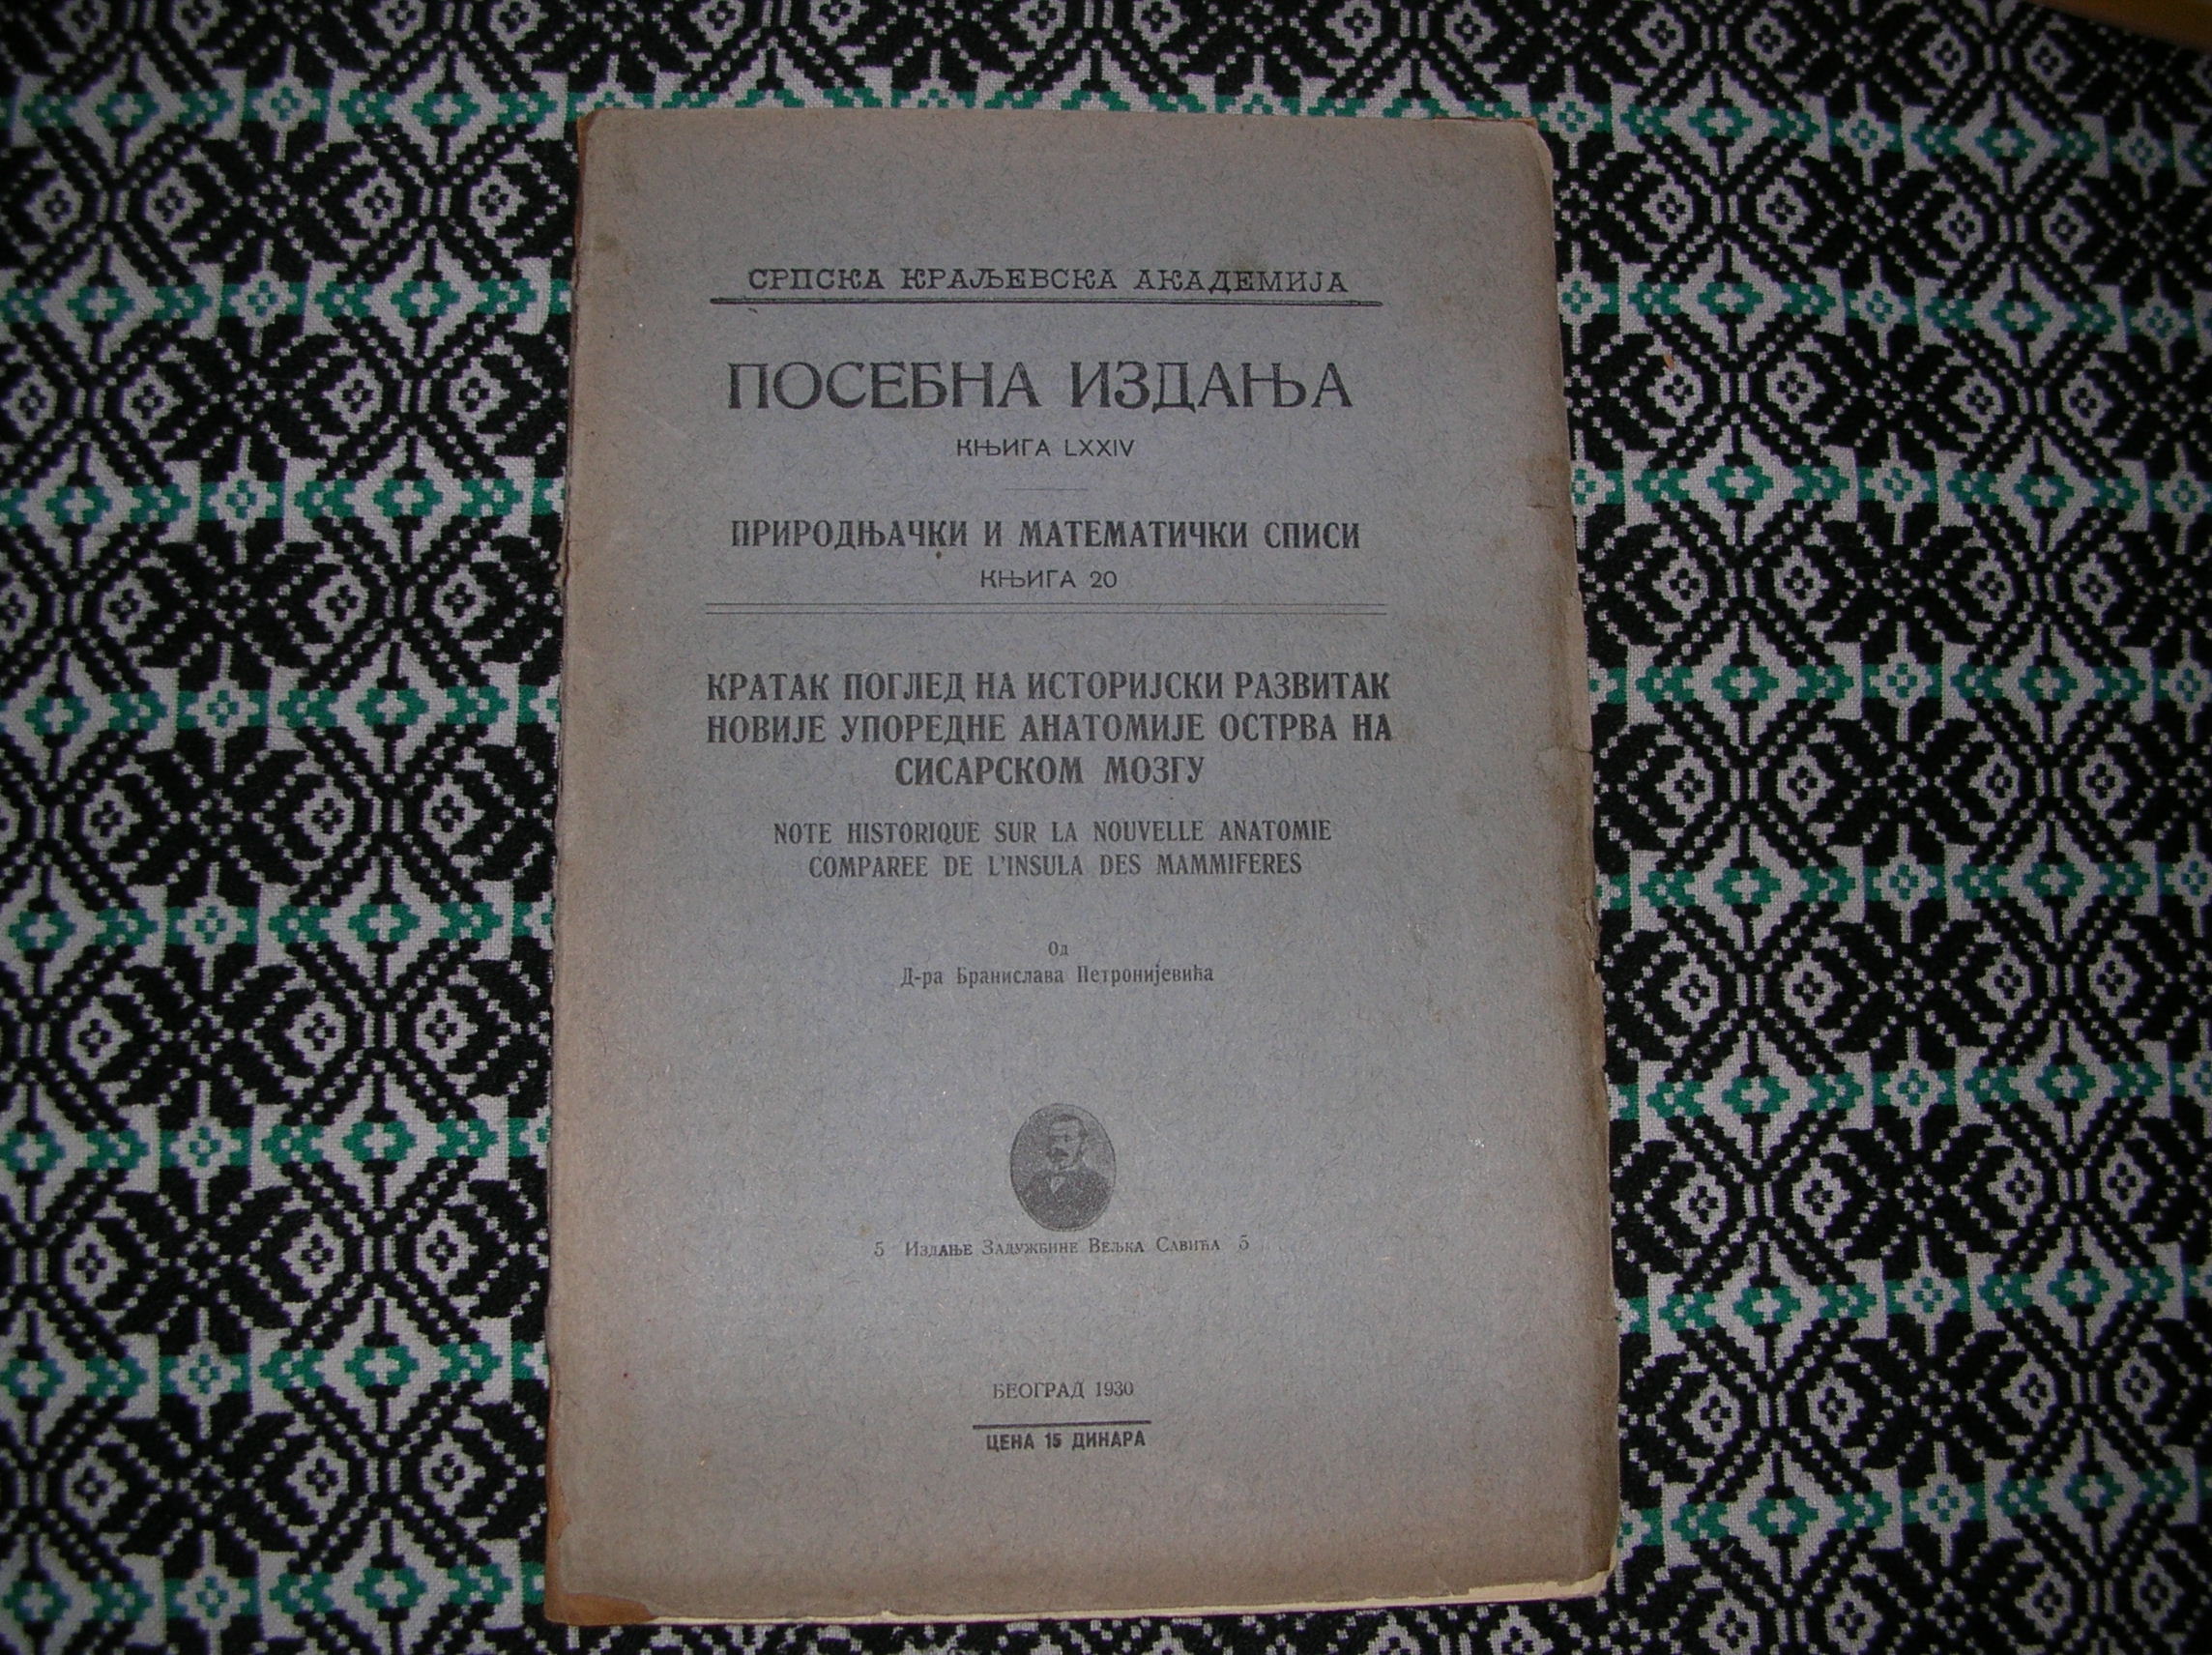 СРПСКА КРАЉЕВСКА АКАДЕМИЈА
ПОСЕБНА ИЗДАЊА
КЊИГА LXXIV
ПРИРОДЊАЧКИ И МАТЕМАТИЧКИ СПИСИ
КЊИГА 20
КРАТАК ПОГЛЕД НА ИСТОРИЈСКИ РАЗВИТАК
НОВИЈЕ УПОРЕДНЕ АНАТОМИЈЕ ОСТРВА НА
СИСАРСКОМ МОЗГУ
NOTE HISTORIQUE SUR LA NOUVELLE ANATOMIE
COMPAREE DE L'INSULA DES MAMMIFERES
Од
Д-ра Бранислава Петронијевића
5 Издање Задужбине Вељка Савића 5
БЕОГРАД 1930
ЦЕНА 15 ДИНАРА